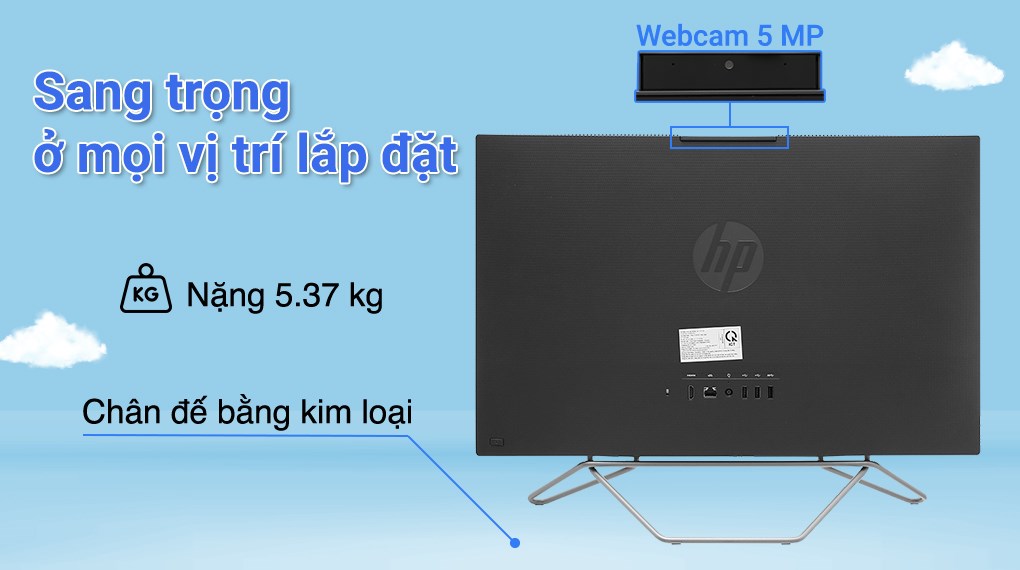 Webcam 5 MP
Sang trọng
ở mọi vị trí lắp đặt
hp
KG
Nặng 5.37 kg
ICT
Chân đế bằng kim loại